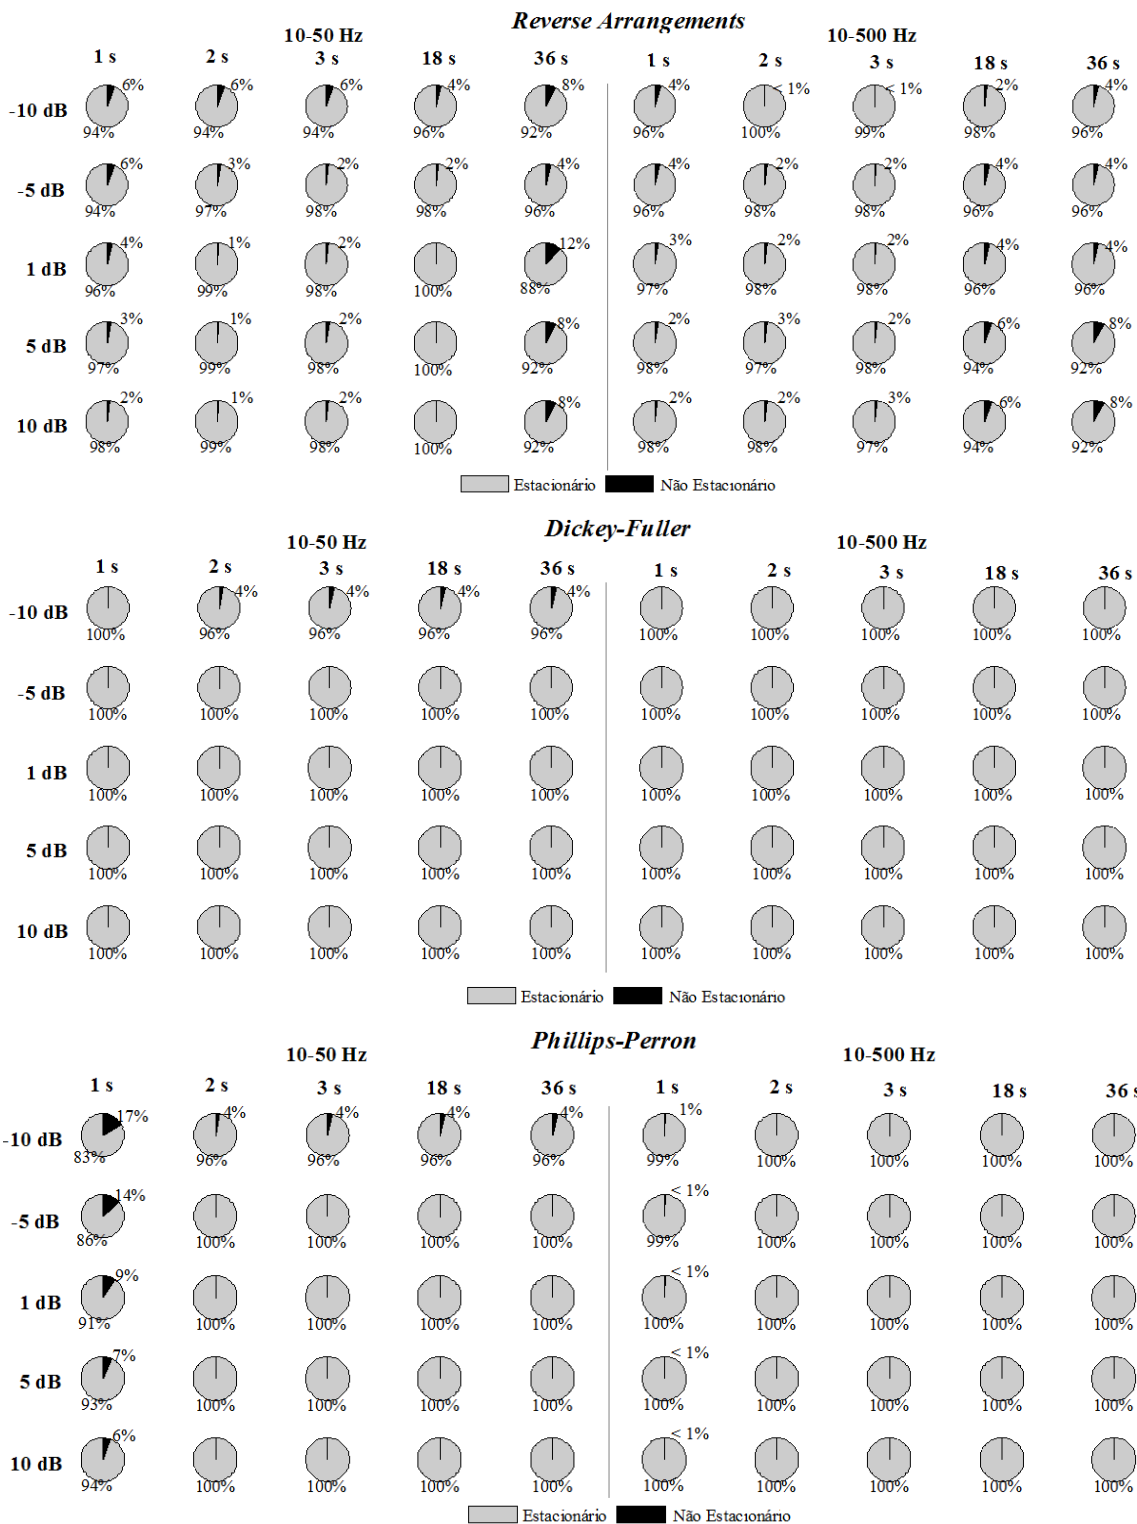 Reverse Arrangements
10-50 Hz 10-500 Hz
1 s 2 s 3 s 18 s 36 s 1 s 2 s 3 s 18 s 36 s
6% 6% 6% 4% 8% 4% < 1% < 1% 2% 4%
-10 dB
94% 94% 94% 96% 92% 96% 100% 99% 98% 96%
6% 3% 2% 2% 4% 4% 2% 2% 4% 4%
-5 dB
94% 97% 98% 98% 96% 96% 98% 98% 96% 96%
4% 1% 2% 12% 3% 2% 2% 4% 4%
1 dB
96% 99% 98% 100% 88% 97% 98% 98% 96% 96%
3% 1% 2% 8% 2% 3% 2% 6% 8%
5 dB
97% 99% 98% 100% 92% 98% 97% 98% 94% 92%
2% 1% 2% 8% 2% 2% 3% 6% 8%
10 dB
98% 99% 98% 100% 92% 98% 98% 97% 94% 92%
Estacionário Não Estacionário
Dickey-Fuller
10-50 Hz 10-500 Hz
1 s 2 s 3 s 18 s 36 s 1 s 2 s 3 s 18 s 36 s
4% 4% 4% 4%
-10 dB
100% 96% 96% 96% 96% 100% 100% 100% 100% 100%
-5 dB
100% 100% 100% 100% 100% 100% 100% 100% 100% 100%
1 dB
100% 100% 100% 100% 100% 100% 100% 100% 100% 100%
5 dB
100% 100% 100% 100% 100% 100% 100% 100% 100% 100%
10 dB
100% 100% 100% 100% 100% 100% 100% 100% 100% 100%
Estacionário Não Estacionário
Phillips-Perron
10-50 Hz 10-500 Hz
1 s 2 s 3 s 18 s 36 s 1 s 2 s 3 s 18 s 36 s
17% 4% 4% 4% 4% 1%
-10 dB
83% 96% 96% 96% 96% 99% 100% 100% 100% 100%
14% < 1%
-5 dB
86% 100% 100% 100% 100% 99% 100% 100% 100% 100%
9% < 1%
1 dB
91% 100% 100% 100% 100% 100% 100% 100% 100% 100%
7% < 1%
5 dB
93% 100% 100% 100% 100% 100% 100% 100% 100% 100%
6% < 1%
10 dB
94% 100% 100% 100% 100% 100% 100% 100% 100% 100%
Estacionário Não Estacionário